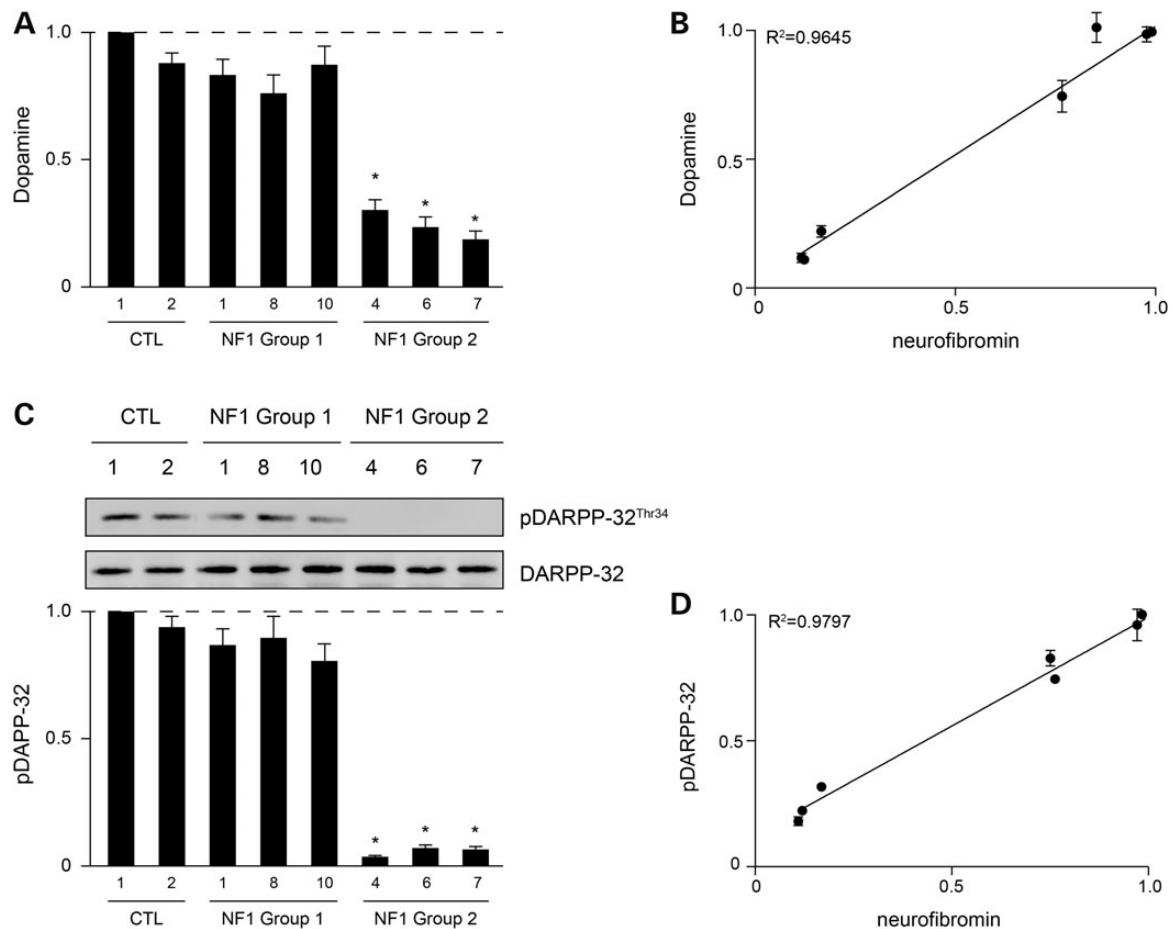 A
1.0
0.5
0
Dopamine
* * *
1 2 1 8 10 4 6 7
CTL NF1 Group 1 NF1 Group 2
B
R²=0.9645
1.0
0.5
0
Dopamine
0 0.5 1.0
neurofibromin
C
CTL NF1 Group 1 NF1 Group 2
1 2 1 8 10 4 6 7
pDARPP-32Thr34
DARPP-32
1.0
0.5
0
pDAPP-32
* * *
1 2 1 8 10 4 6 7
CTL NF1 Group 1 NF1 Group 2
D
R²=0.9797
1.0
0.5
0
pDARPP-32
0 0.5 1.0
neurofibromin